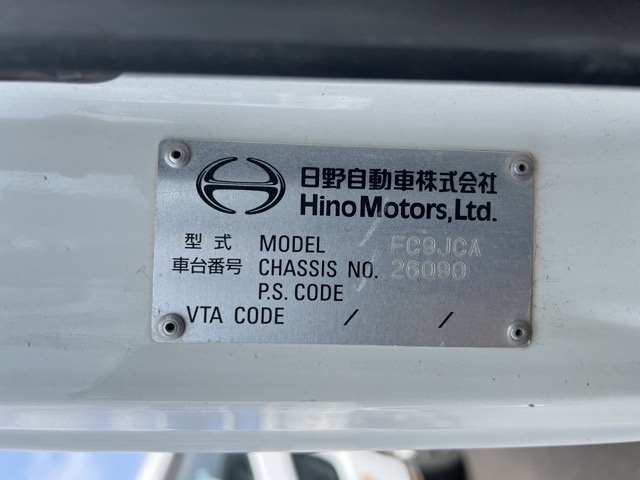 日野自動車株式会社
Hino Motors, Ltd.
型式 MODEL FC9JCA
車台番号 CHASSIS NO. 26090
P.S. CODE
VTA CODE / /